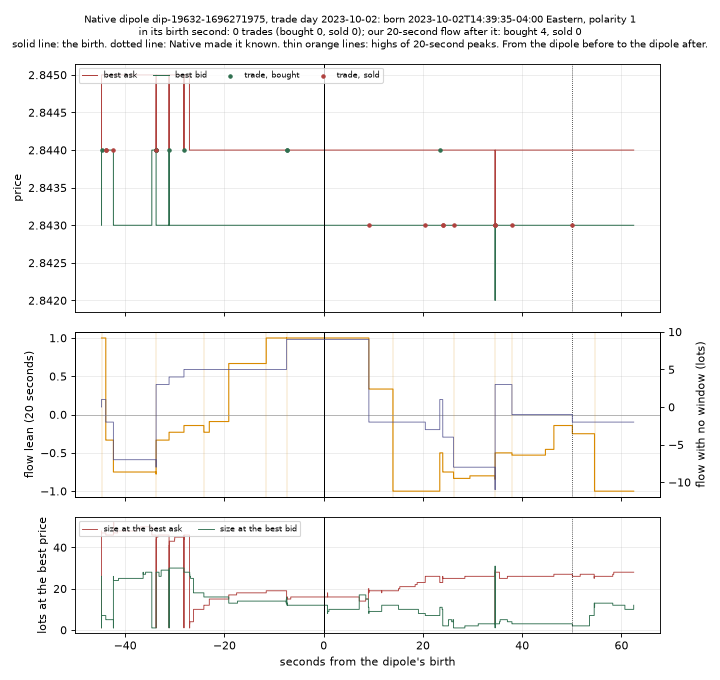 Native dipole dip-19632-1696271975, trade day 2023-10-02: born 2023-10-02T14:39:35-04:00 Eastern, polarity 1
in its birth second: 0 trades (bought 0, sold 0); our 20-second flow after it: bought 4, sold 0
solid line: the birth. dotted line: Native made it known. thin orange lines: highs of 20-second peaks. From the dipole before to the dipole after.
best ask best bid trade, bought trade, sold
2.8450
2.8445
2.8440
2.8435
2.8430
2.8425
2.8420
price
1.0
0.5
0.0
−0.5
−1.0
flow lean (20 seconds)
10
5
0
−5
−10
flow with no window (lots)
size at the best ask size at the best bid
40
20
0
lots at the best price
−40 −20 0 20 40 60
seconds from the dipole's birth